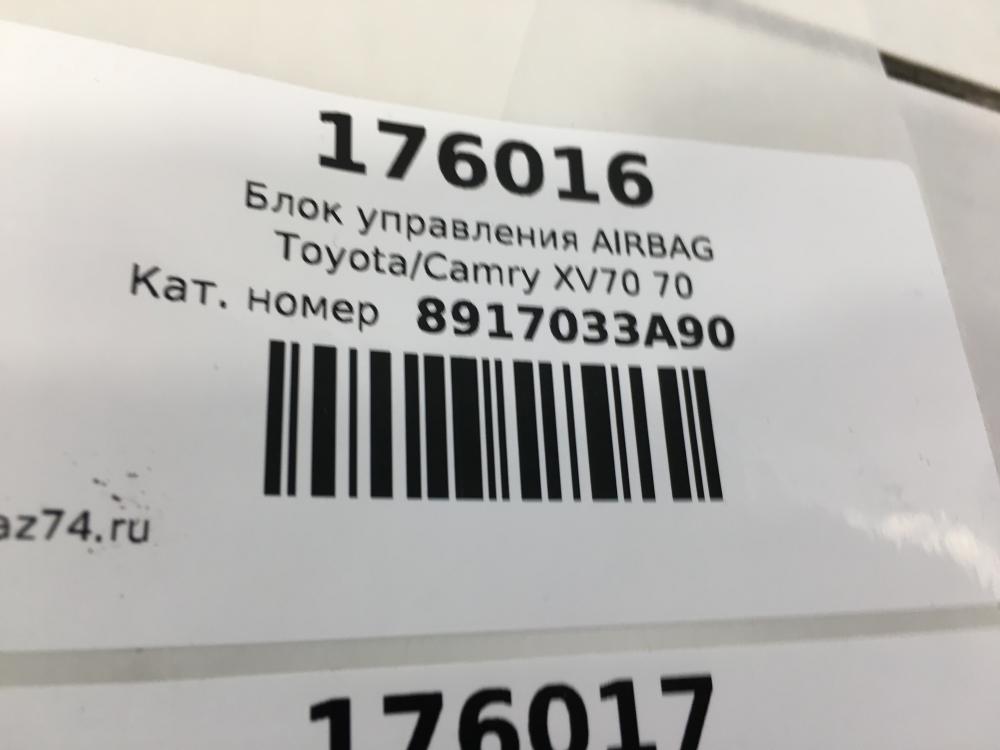 176016
Блок управления AIRBAG
Toyota/Camry XV70 70
Кат. номер 8917033A90
az74.ru
176017